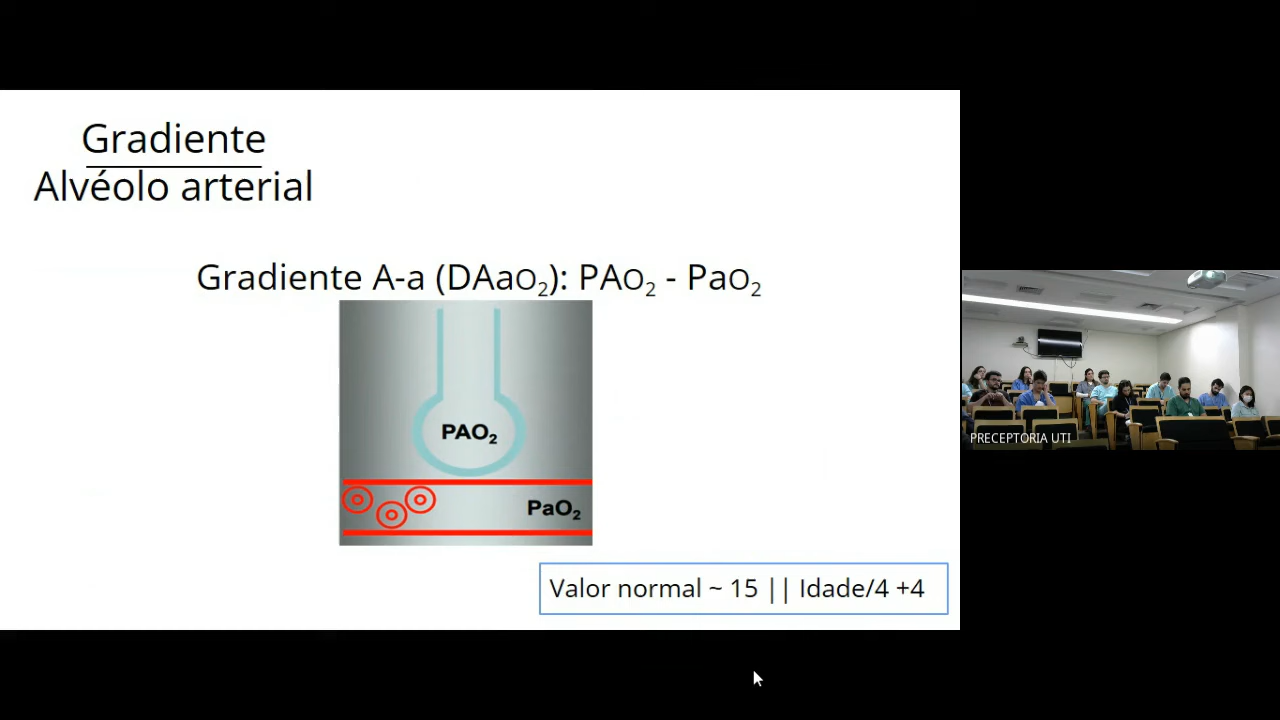 Gradiente
Alvéolo arterial
Gradiente A-a (DAaO₂): PAO₂ - PaO₂
PAO₂
PaO₂
Valor normal ~ 15 || Idade/4 +4
PRECEPTORIA UTI